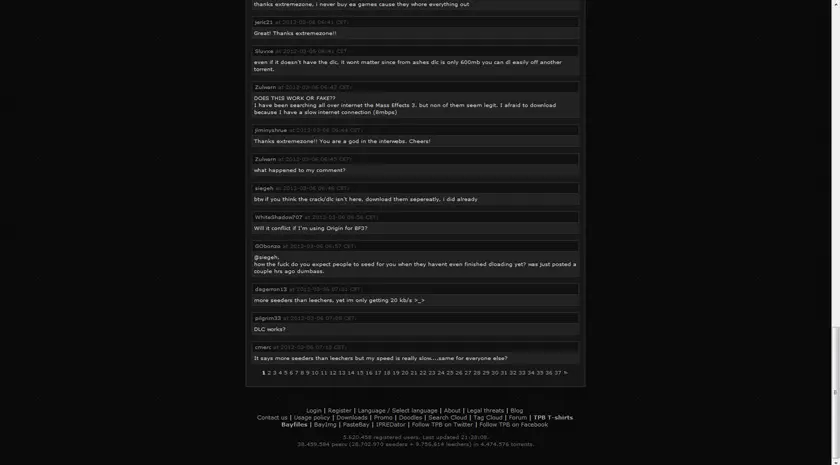 thanks extremezone, i never buy ea games cause they whore everything out
jeric21 at 2012-03-06 04:41 CET:
Great! Thanks extremezone!!
Sluvve at 2012-03-06 06:41 CET:
even if it doesn't have the dlc, it wont matter since from ashes dlc is only 600mb you can dl easily off another
torrent.
Zulwarn at 2012-03-06 06:43 CET:
DOES THIS WORK OR FAKE??
I have been searching all over internet the Mass Effects 3. but non of them seem legit. I afraid to download
because I have a slow internet connection (8mbps)
jiminyshrue at 2012-03-06 06:44 CET:
Thanks extremezone!! You are a god in the interwebs. Cheers!
Zulwarn at 2012-03-06 06:45 CET:
what happened to my comment?
siegeh at 2012-03-06 06:46 CET:
btw if you think the crack/dlc isn't here, download them sepereatly, i did already
WhiteShadow707 at 2012-03-06 06:56 CET:
Will it conflict if I'm using Origin for BF3?
GObonzo at 2012-03-06 06:57 CET:
@siegeh,
how the fuck do you expect people to seed for you when they havent even finished dloading yet? was just posted a
couple hrs ago dumbass.
dagemon13 at 2012-03-06 07:01 CET:
more seeders than leechers, yet im only getting 20 kb/s >_>
pilgrim33 at 2012-03-06 07:05 CET:
DLC works?
cmerc at 2012-03-06 07:12 CET:
It says more seeders than leechers but my speed is really slow....same for everyone else?
1 2 3 4 5 6 7 8 9 10 11 12 13 14 15 16 17 18 19 20 21 22 23 24 25 26 27 28 29 30 31 32 33 34 35 36 37
Login | Register | Language / Select language | About | Legal threats | Blog
Contact us | Usage policy | Downloads | Promo | Doodles | Search Cloud | Tag Cloud | Forum | TPB T-shirts
Bayfiles | BayImg | PasteBay | IPREDator | Follow TPB on Twitter | Follow TPB on Facebook
5.620.458 registered users. Last updated 21:28:08.
38.459.584 peers (28.702.970 seeders + 9.756.614 leechers) in 4.474.576 torrents.